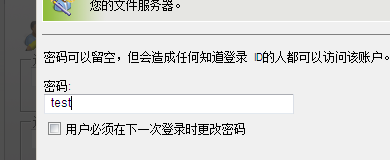 您的文件服务器。
密码可以留空，但会造成任何知道登录 ID的人都可以访问该账户。
密码:
test
用户必须在下一次登录时更改密码